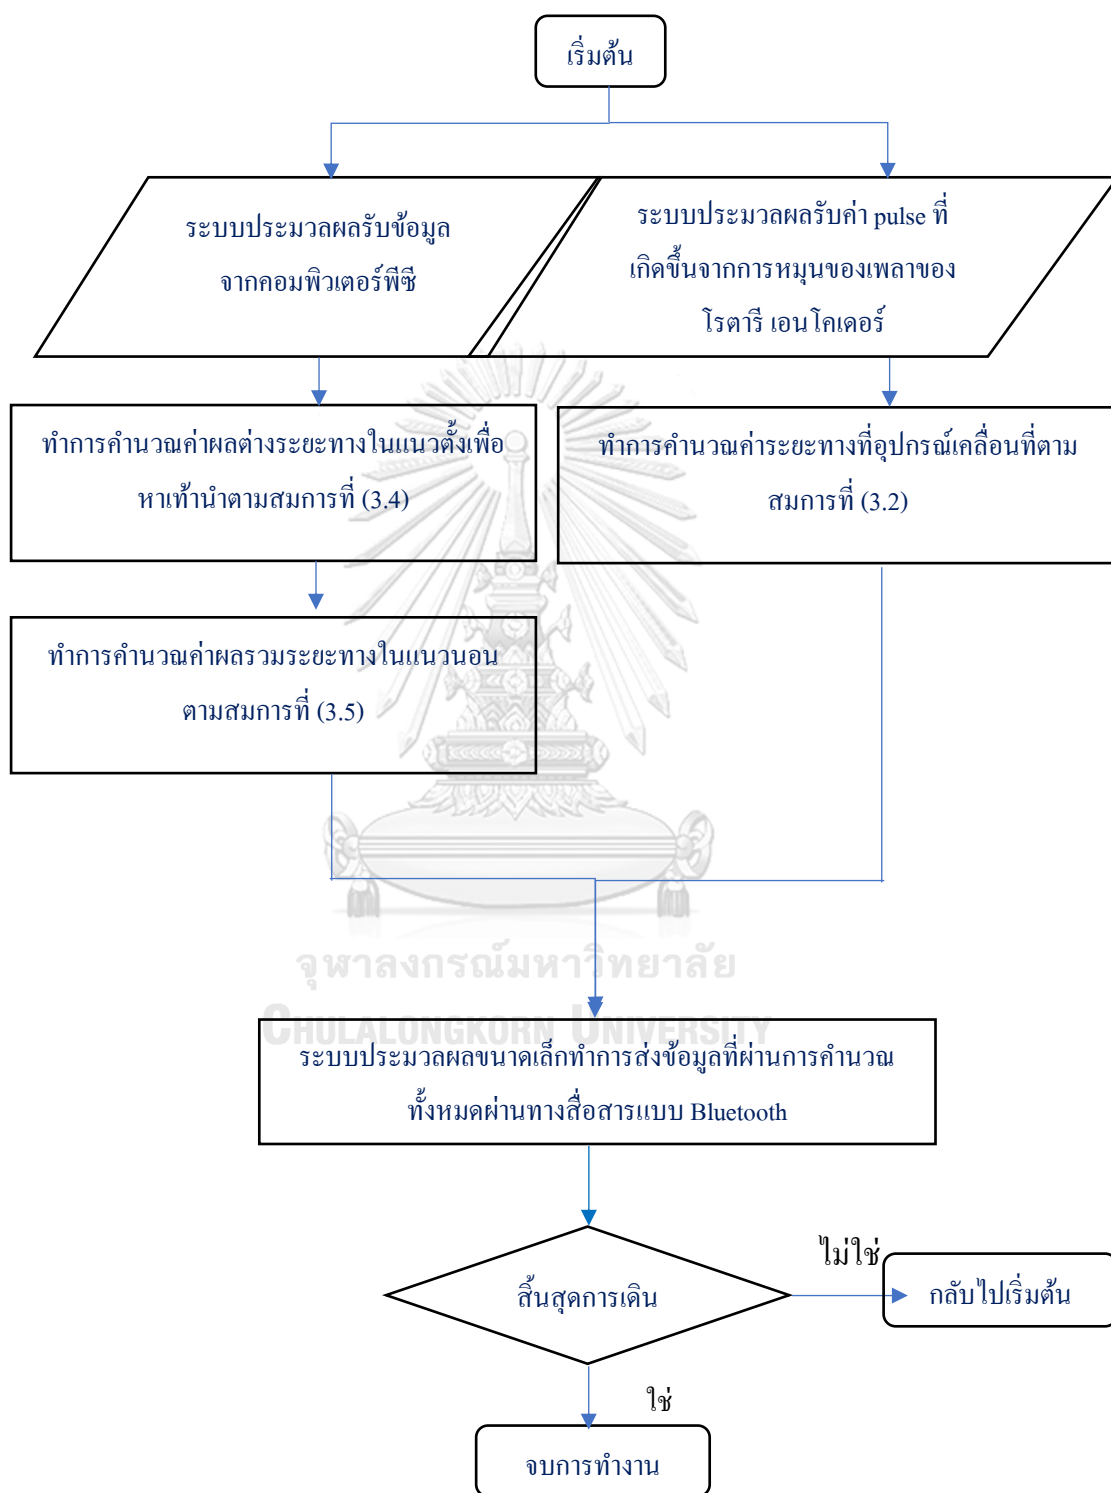 เริ่มต้น
ระบบประมวลผลรับข้อมูล
จากคอมพิวเตอร์พีซี
ระบบประมวลผลรับค่า pulse ที่
เกิดขึ้นจากการหมุนของเพลาของ
โรตารี เอนโคเดอร์
ทำการคำนวณค่าผลต่างระยะทางในแนวตั้งเพื่อ
หาเท้านำตามสมการที่ (3.4)
ทำการคำนวณค่าระยะทางที่อุปกรณ์เคลื่อนที่ตาม
สมการที่ (3.2)
ทำการคำนวณค่าผลรวมระยะทางในแนวนอน
ตามสมการที่ (3.5)
จุฬาลงกรณ์มหาวิทยาลัย
CHULALONGKORN UNIVERSITY
ระบบประมวลผลขนาดเล็กทำการส่งข้อมูลที่ผ่านการคำนวณ
ทั้งหมดผ่านทางสื่อสารแบบ Bluetooth
สิ้นสุดการเดิน
ไม่ใช่
กลับไปเริ่มต้น
ใช่
จบการทำงาน